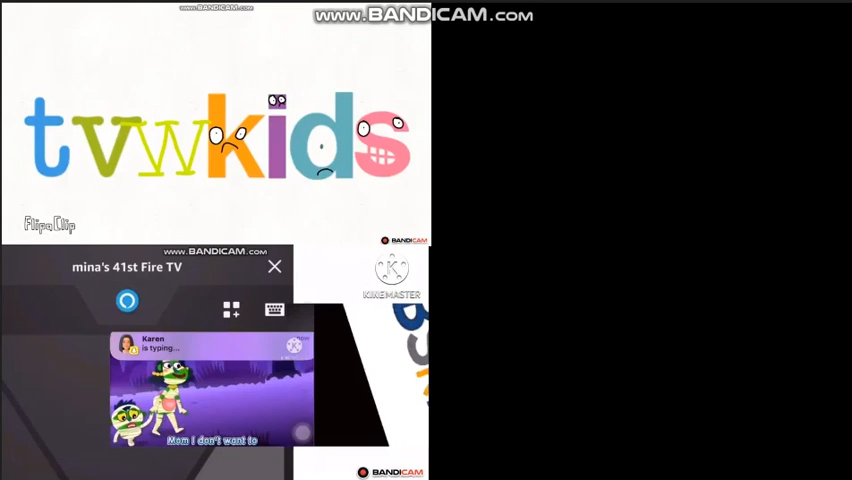 www.BANDICAM.com
www.BANDICAM.com
tvwkids
FlipaClip
BANDICAM
www.BANDICAM.com
mina's 41st Fire TV
KINEMASTER
Karen
is typing...
Mom I don't want to
BANDICAM